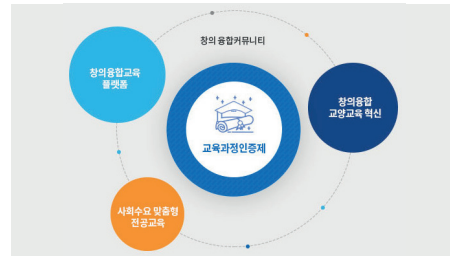 창의 융합커뮤니티
창의융합교육
플랫폼
창의융합
교양교육 혁신
교육과정인증제
사회수요 맞춤형
전공교육